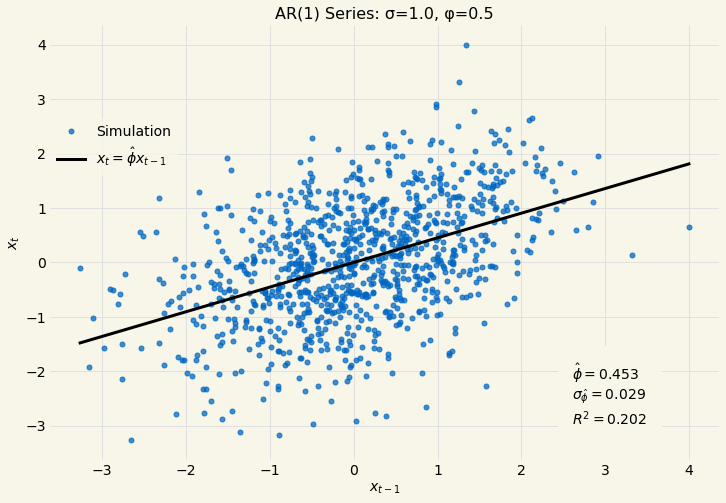 AR(1) Series: σ=1.0, φ=0.5
4
3
2
1
0
−1
−2
−3
x_t
Simulation
x_t = ϕ̂x_{t−1}
ϕ̂ = 0.453
σ_ϕ̂ = 0.029
R² = 0.202
−3 −2 −1 0 1 2 3 4
x_{t−1}